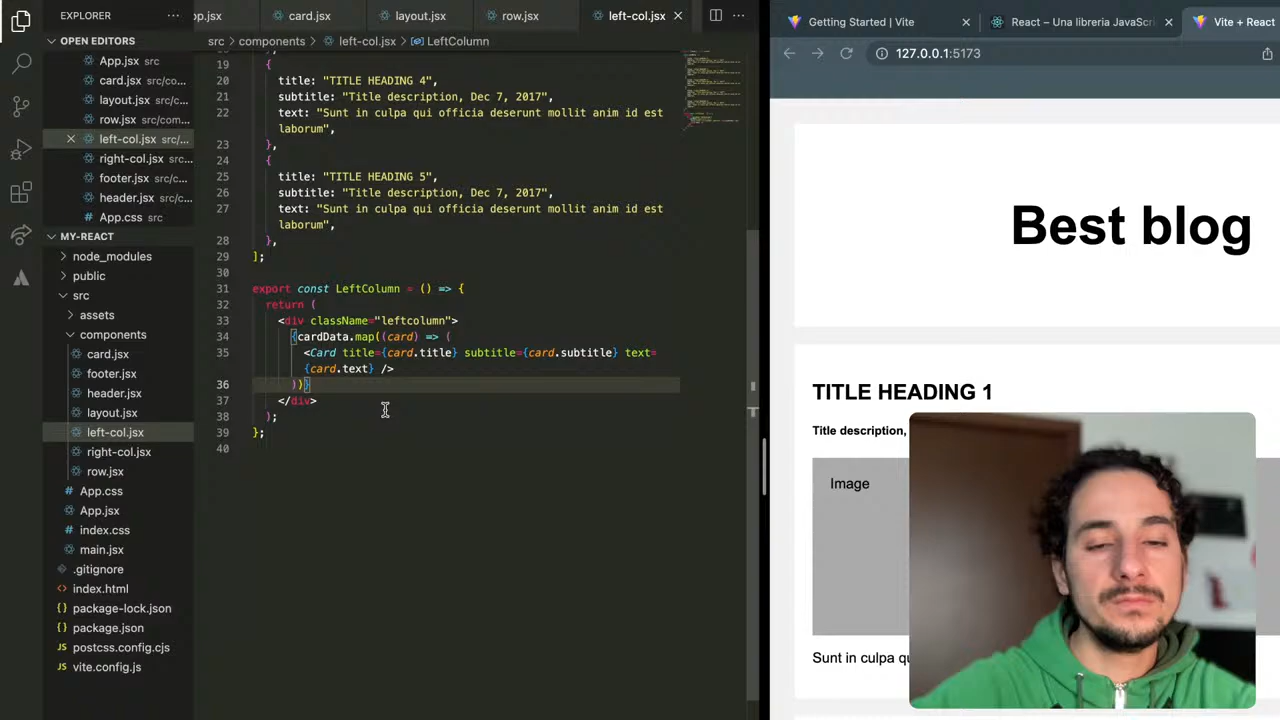 EXPLORER
OPEN EDITORS
App.jsx src
card.jsx src/co...
layout.jsx src/c...
row.jsx src/com...
left-col.jsx src/...
right-col.jsx src...
footer.jsx src/c...
header.jsx src/c...
App.css src
MY-REACT
node_modules
public
src
assets
components
card.jsx
footer.jsx
header.jsx
layout.jsx
left-col.jsx
right-col.jsx
row.jsx
App.css
App.jsx
index.css
main.jsx
.gitignore
index.html
package-lock.json
package.json
postcss.config.cjs
vite.config.js
card.jsx layout.jsx row.jsx left-col.jsx
src > components > left-col.jsx > LeftColumn
19 {
20 title: "TITLE HEADING 4",
21 subtitle: "Title description, Dec 7, 2017",
22 text: "Sunt in culpa qui officia deserunt mollit anim id est
laborum",
23 },
24 {
25 title: "TITLE HEADING 5",
26 subtitle: "Title description, Dec 7, 2017",
27 text: "Sunt in culpa qui officia deserunt mollit anim id est
laborum",
28 },
29 ];
30
31 export const LeftColumn = () => {
32 return (
33 <div className="leftcolumn">
34 {cardData.map((card) => (
35 <Card title={card.title} subtitle={card.subtitle} text=
{card.text} />
36 ))}
37 </div>
38 );
39 };
40
Getting Started | Vite React – Una libreria JavaScri Vite + React
127.0.0.1:5173
Best blog
TITLE HEADING 1
Title description,
Image
Sunt in culpa